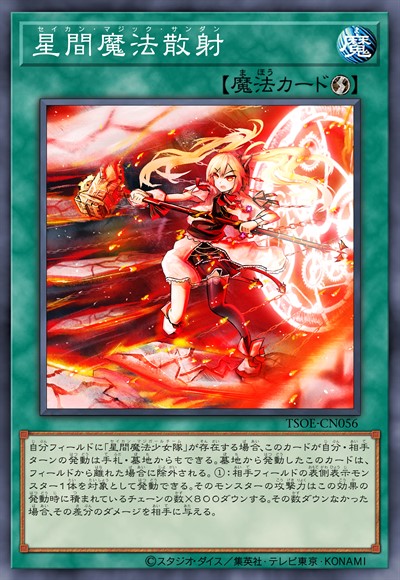 セイカン・マジック・サンダン
星間魔法散射
魔
まほう
【魔法カード】
TSOE-CN056
自分フィールドに「星間魔法少女隊」が存在する場合、このカードが自分・相手
ターンの発動は手札・墓地からもできる。墓地から発動したこのカードは、
フィールドから離れた場合に除外される。①：相手フィールドの表側表示モ
ンスター1体を対象として発動できる。そのモンスターの攻撃力はこの効果の
発動時に積まれているチェーンの数×800ダウンする。その数ダウンなかった
場合、その差分のダメージを相手に与える。
©スタジオ・ダイス／集英社・テレビ東京・KONAMI